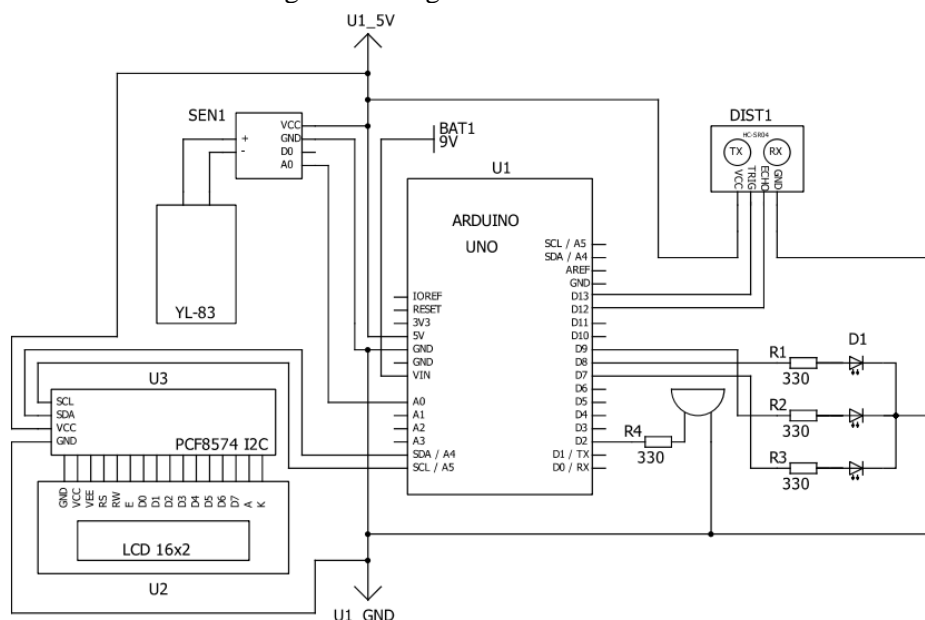 U1_5V
SEN1
VCC
GND
D0
A0
+
-
YL-83
BAT1
9V
DIST1
HC-SR04
TX
RX
VCC
TRIG
ECHO
GND
U1
ARDUINO
UNO
IOREF
RESET
3V3
5V
GND
GND
VIN
A0
A1
A2
A3
SDA / A4
SCL / A5
SCL / A5
SDA / A4
AREF
GND
D13
D12
D11
D10
D9
D8
D7
D6
D5
D4
D3
D2
D1 / TX
D0 / RX
R1
330
D1
R2
330
R3
330
R4
330
U3
SCL
SDA
VCC
GND
PCF8574 I2C
GND
VCC
VEE
RS
RW
E
D0
D1
D2
D3
D4
D5
D6
D7
A
K
LCD 16x2
U2
U1_GND